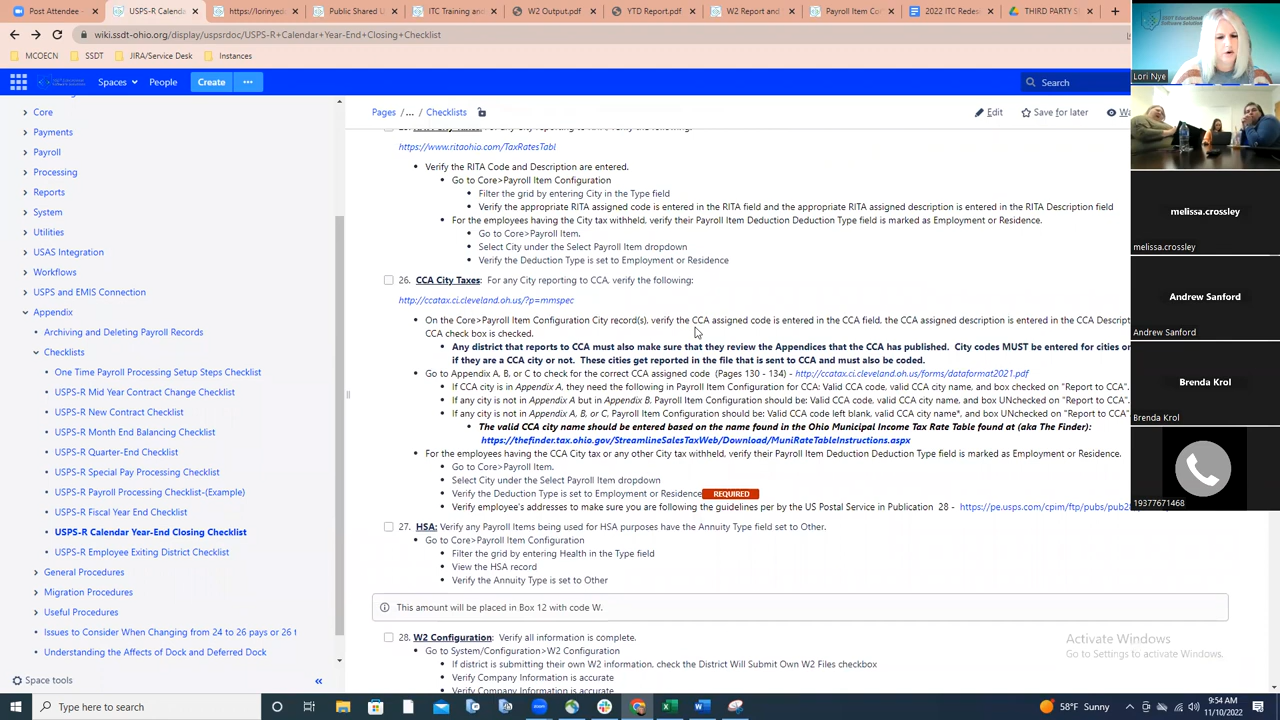 Post Attende -
USPS-R Calenda
https://lorinyed
Public Shared U
ITC Training and
W2 Output.pdf
YTD Report.pdf
W2 Report and
Payroll Item Co
2022 ITC Redes
THIRD PARTY S
wiki.ssdt-ohio.org/display/uspsrdoc/USPS-R+Calendar+Year-End+Closing+Checklist
MCOECN
SSDT
JIRA/Service Desk
Instances
Spaces
People
Create
Search
Core
Payments
Payroll
Processing
Reports
System
Utilities
USAS Integration
Workflows
USPS and EMIS Connection
Appendix
Archiving and Deleting Payroll Records
Checklists
One Time Payroll Processing Setup Steps Checklist
USPS-R Mid Year Contract Change Checklist
USPS-R New Contract Checklist
USPS-R Month End Balancing Checklist
USPS-R Quarter-End Checklist
USPS-R Special Pay Processing Checklist
USPS-R Payroll Processing Checklist-(Example)
USPS-R Fiscal Year End Checklist
USPS-R Calendar Year-End Closing Checklist
USPS-R Employee Exiting District Checklist
General Procedures
Migration Procedures
Useful Procedures
Issues to Consider When Changing from 24 to 26 pays or 26 t
Understanding the Affects of Dock and Deferred Dock
Space tools
Pages /... / Checklists
Edit
Save for later
https://www.ritaohio.com/TaxRatesTabl
Verify the RITA Code and Description are entered.
Go to Core>Payroll Item Configuration
Filter the grid by entering City in the Type field
Verify the appropriate RITA assigned code is entered in the RITA field and the appropriate RITA assigned description is entered in the RITA Description field
For the employees having the City tax withheld, verify their Payroll Item Deduction Deduction Type field is marked as Employment or Residence.
Go to Core>Payroll Item.
Select City under the Select Payroll Item dropdown
Verify the Deduction Type is set to Employment or Residence
26. CCA City Taxes: For any City reporting to CCA, verify the following:
http://ccatax.ci.cleveland.oh.us/?p=mmspec
On the Core>Payroll Item Configuration City record(s), verify the CCA assigned code is entered in the CCA field, the CCA assigned description is entered in the CCA Descript
CCA check box is checked.
Any district that reports to CCA must also make sure that they review the Appendices that the CCA has published. City codes MUST be entered for cities or
if they are a CCA city or not. These cities get reported in the file that is sent to CCA and must also be coded.
Go to Appendix A, B, or C to check for the correct CCA assigned code (Pages 130 - 134) - http://ccatax.ci.cleveland.oh.us/forms/dataformat2021.pdf
If CCA city is in Appendix A, they need the following in Payroll Item Configuration for CCA: Valid CCA code, valid CCA city name, and box checked on "Report to CCA".
If any city is not in Appendix A but in Appendix B, Payroll Item Configuration should be: Valid CCA code, valid CCA city name, and box UNchecked on "Report to CCA".
If any city is not in Appendix A, B, or C, Payroll Item Configuration should be: Valid CCA code left blank, valid CCA city name*, and box UNchecked on "Report to CCA".
The valid CCA city name should be entered based on the name found in the Ohio Municipal Income Tax Rate Table found at (aka The Finder):
https://thefinder.tax.ohio.gov/StreamlineSalesTaxWeb/Download/MuniRateTableInstructions.aspx
For the employees having the CCA City tax or any other City tax withheld, verify their Payroll Item Deduction Deduction Type field is marked as Employment or Residence.
Go to Core>Payroll Item.
Select City under the Select Payroll Item dropdown
Verify the Deduction Type is set to Employment or Residence REQUIRED
Verify employee's addresses to make sure you are following the guidelines per by the US Postal Service in Publication 28 - https://pe.usps.com/cpim/ftp/pubs/pub28
27. HSA: Verify any Payroll Items being used for HSA purposes have the Annuity Type field set to Other.
Go to Core>Payroll Item Configuration
Filter the grid by entering Health in the Type field
View the HSA record
Verify the Annuity Type is set to Other
This amount will be placed in Box 12 with code W.
28. W2 Configuration: Verify all information is complete.
Go to System/Configuration>W2 Configuration
If district is submitting their own W2 information, check the District Will Submit Own W2 Files checkbox
Verify Company Information is accurate
Lori Nye
melissa.crossley
melissa.crossley
Andrew Sanford
Andrew Sanford
Brenda Krol
Brenda Krol
19377671468
Activate Windows
Go to Settings to activate Windows.
Type here to search
58°F Sunny
9:54 AM
11/10/2022